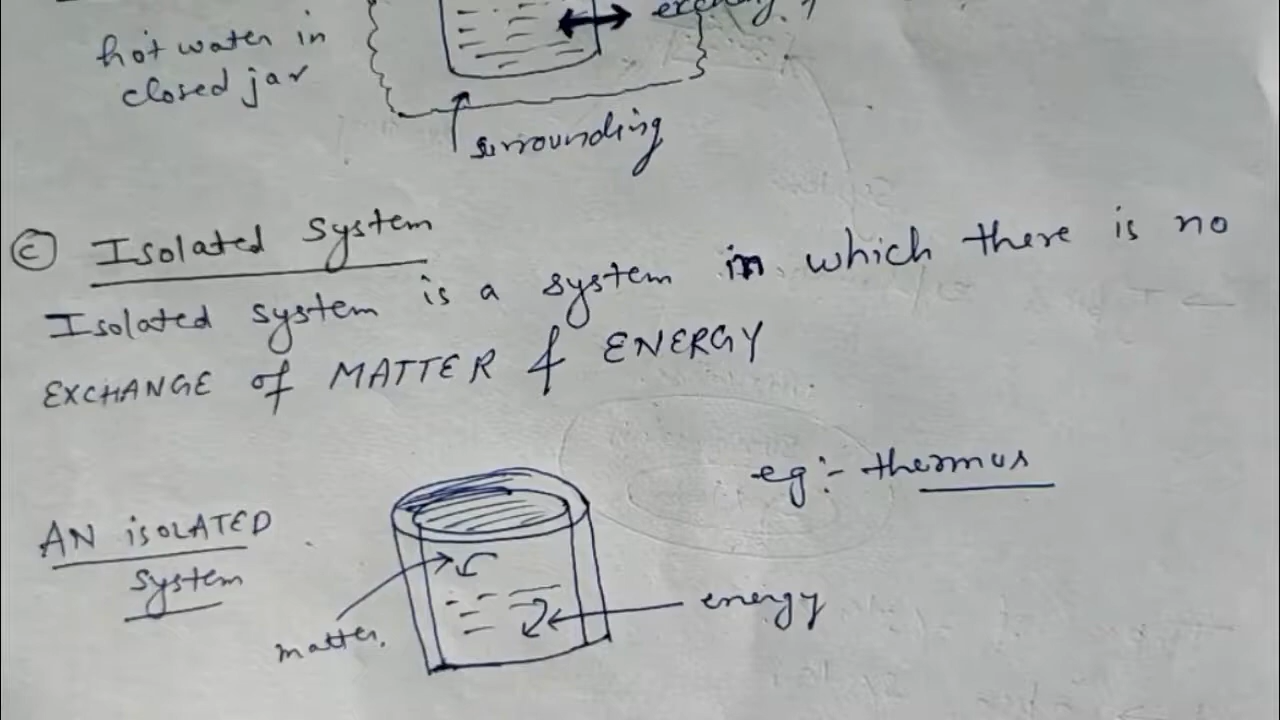 hot water in
closed jar
surrounding
c Isolated system
Isolated system is a system in which there is no
EXCHANGE of MATTER & ENERGY
eg:- thermus
AN ISOLATED
system
matter.
energy